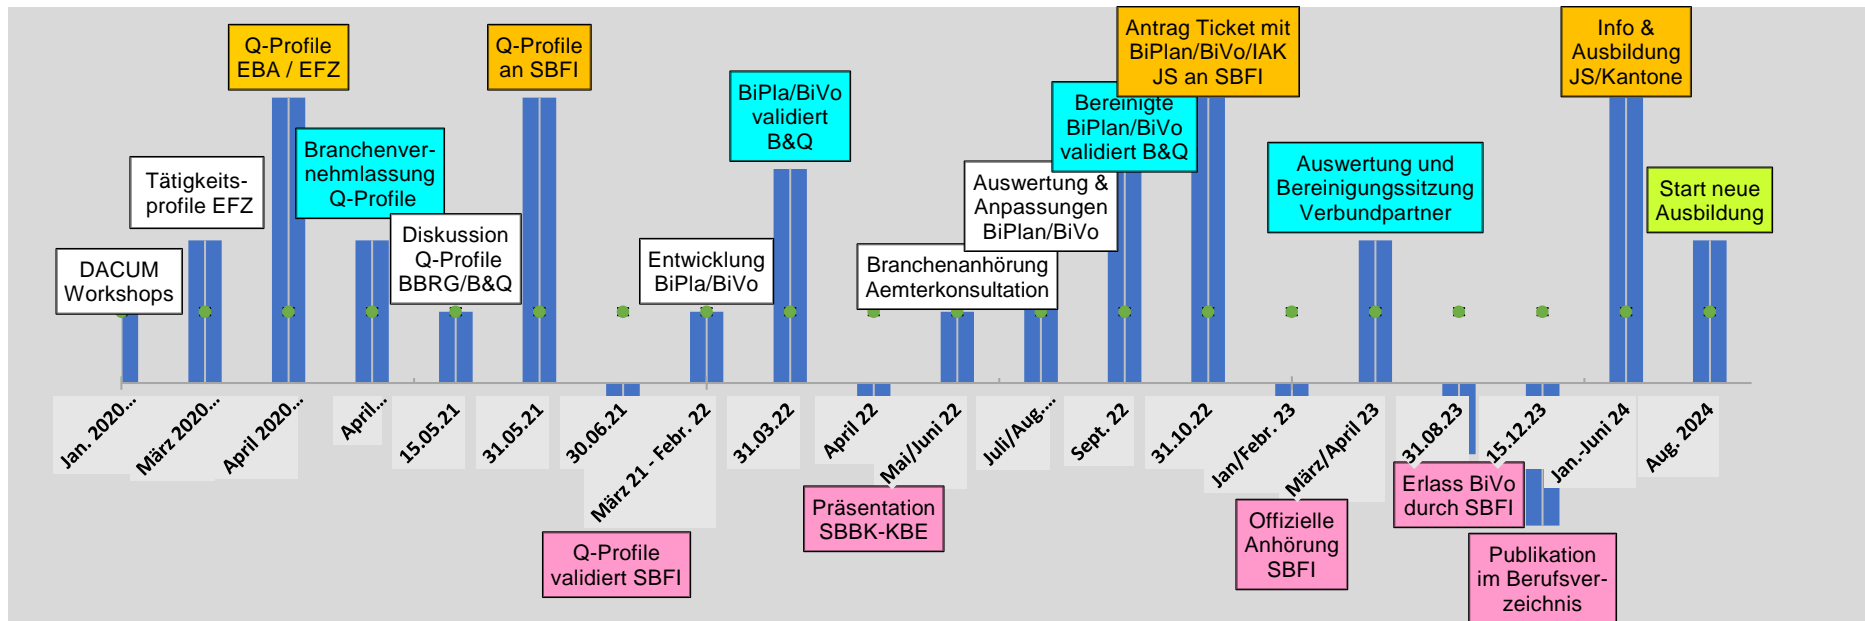 Q-Profile
EBA / EFZ
Q-Profile
an SBFI
Antrag Ticket mit
BiPlan/BiVo/IAK
JS an SBFI
Info &
Ausbildung
JS/Kantone
BiPla/BiVo
validiert
B&Q
Bereinigte
BiPlan/BiVo
validiert B&Q
Branchenver-
nehmlassung
Q-Profile
Auswertung und
Bereinigungssitzung
Verbundpartner
Tätigkeits-
profile EFZ
Auswertung &
Anpassungen
BiPlan/BiVo
Start neue
Ausbildung
Diskussion
Q-Profile
BBRG/B&Q
Entwicklung
BiPla/BiVo
Branchenanhörung
Aemterkonsultation
DACUM
Workshops
Jan. 2020...
März 2020...
April 2020...
April...
15.05.21
31.05.21
30.06.21
März 21 - Febr. 22
31.03.22
April 22
Mai/Juni 22
Juli/Aug....
Sept. 22
31.10.22
Jan/Febr. 23
März/April 23
31.08.23
15.12.23
Jan.-Juni 24
Aug. 2024
Q-Profile
validiert SBFI
Präsentation
SBBK-KBE
Offizielle
Anhörung
SBFI
Erlass BiVo
durch SBFI
Publikation
im Berufsver-
zeichnis